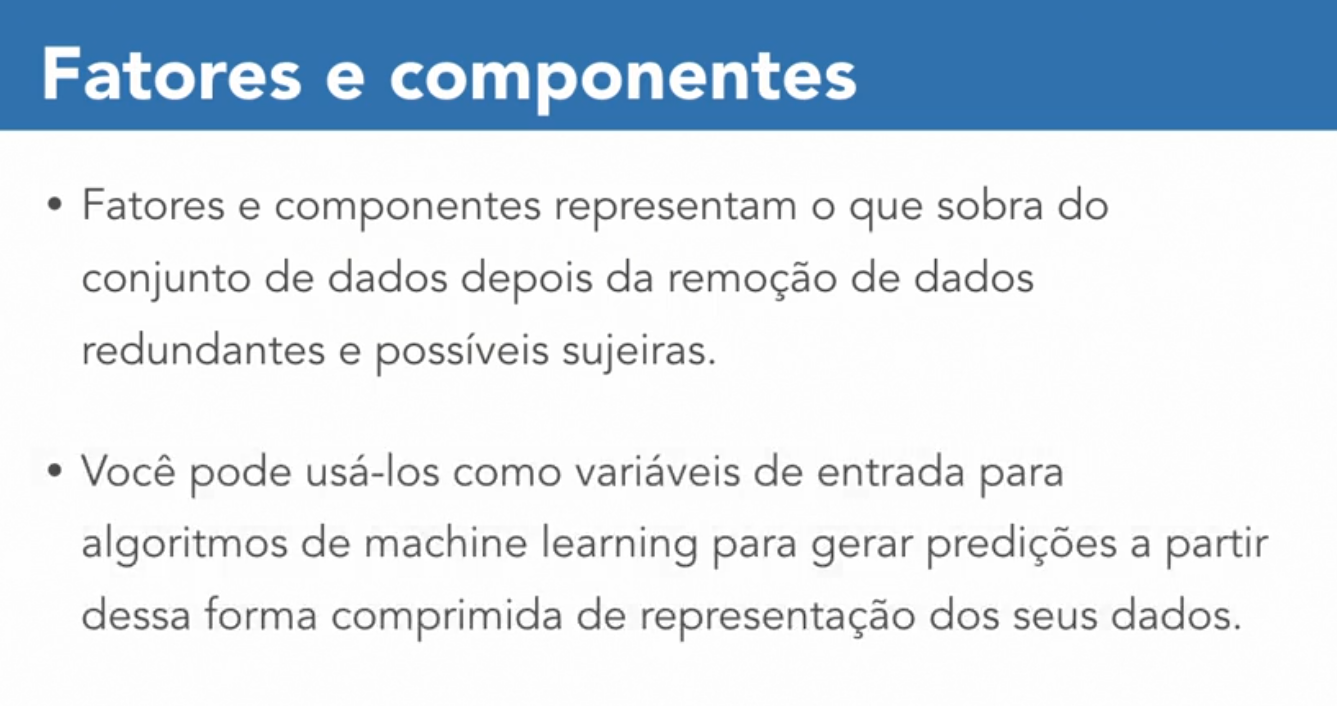 Fatores e componentes
• Fatores e componentes representam o que sobra do
conjunto de dados depois da remoção de dados
redundantes e possíveis sujeiras.
• Você pode usá-los como variáveis de entrada para
algoritmos de machine learning para gerar predições a partir
dessa forma comprimida de representação dos seus dados.